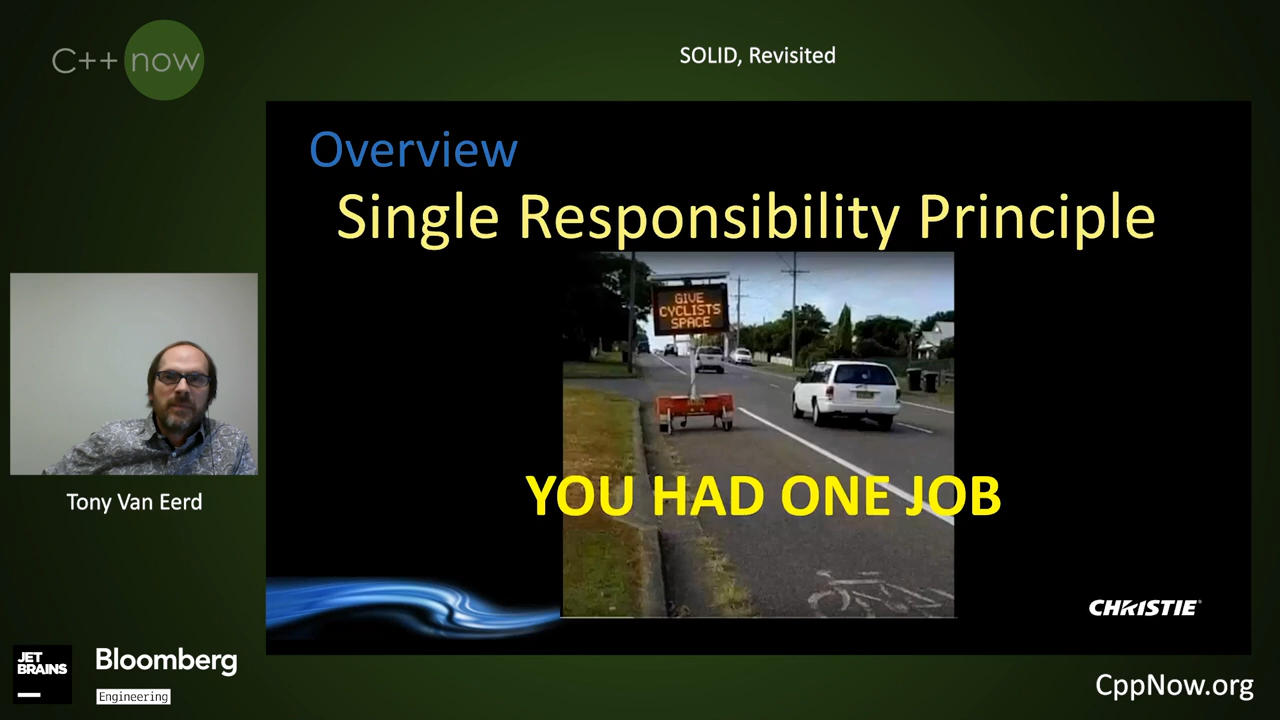 C++ now
SOLID, Revisited
Overview
Single Responsibility Principle
GIVE
CYCLISTS
SPACE
YOU HAD ONE JOB
Tony Van Eerd
CHRISTIE
JET
BRAINS
Bloomberg
Engineering
CppNow.org